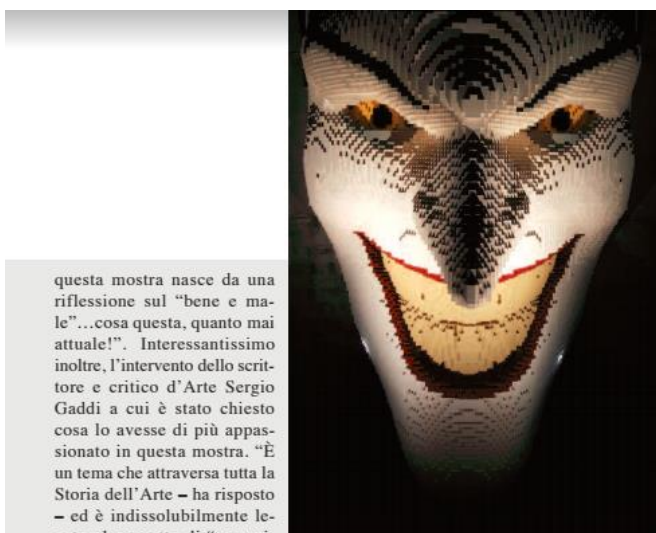 questa mostra nasce da una
riflessione sul “bene e ma-
le”…cosa questa, quanto mai
attuale!”. Interessantissimo
inoltre, l’intervento dello scrit-
tore e critico d’Arte Sergio
Gaddi a cui è stato chiesto
cosa lo avesse di più appas-
sionato in questa mostra. “È
un tema che attraversa tutta la
Storia dell’Arte – ha risposto
– ed è indissolubilmente le-